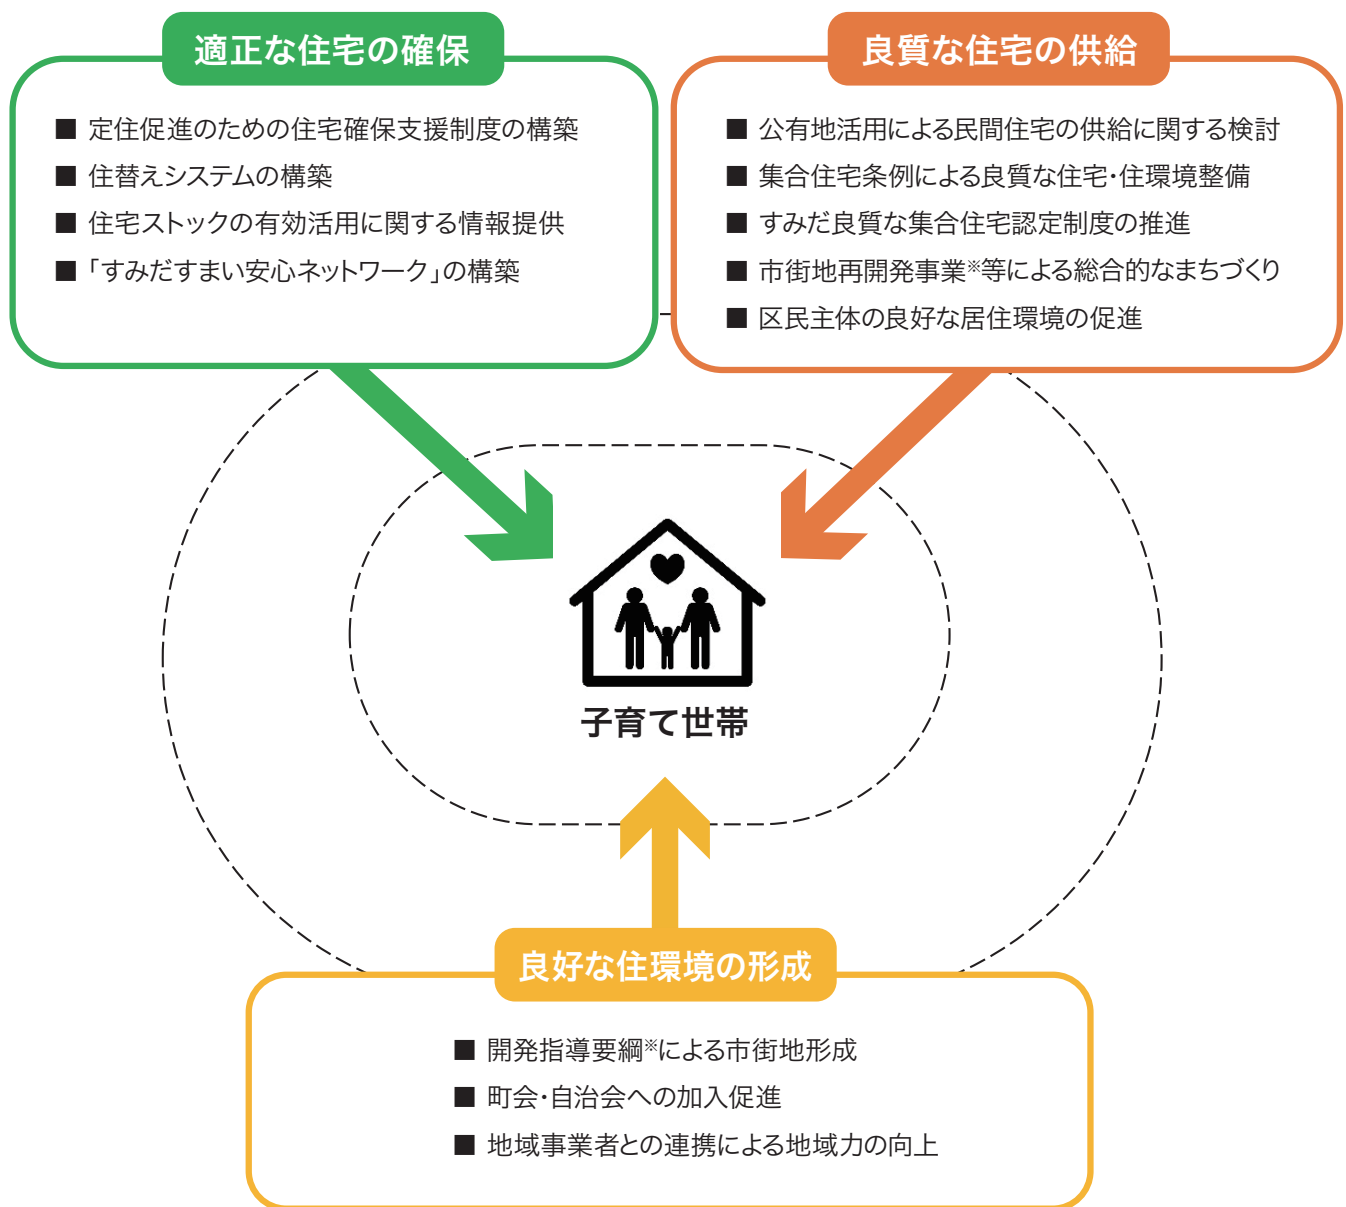 適正な住宅の確保
■ 定住促進のための住宅確保支援制度の構築
■ 住替えシステムの構築
■ 住宅ストックの有効活用に関する情報提供
■ 「すみだすまい安心ネットワーク」の構築
良質な住宅の供給
■ 公有地活用による民間住宅の供給に関する検討
■ 集合住宅条例による良質な住宅・住環境整備
■ すみだ良質な集合住宅認定制度の推進
■ 市街地再開発事業※等による総合的なまちづくり
■ 区民主体の良好な居住環境の促進
子育て世帯
良好な住環境の形成
■ 開発指導要綱※による市街地形成
■ 町会・自治会への加入促進
■ 地域事業者との連携による地域力の向上